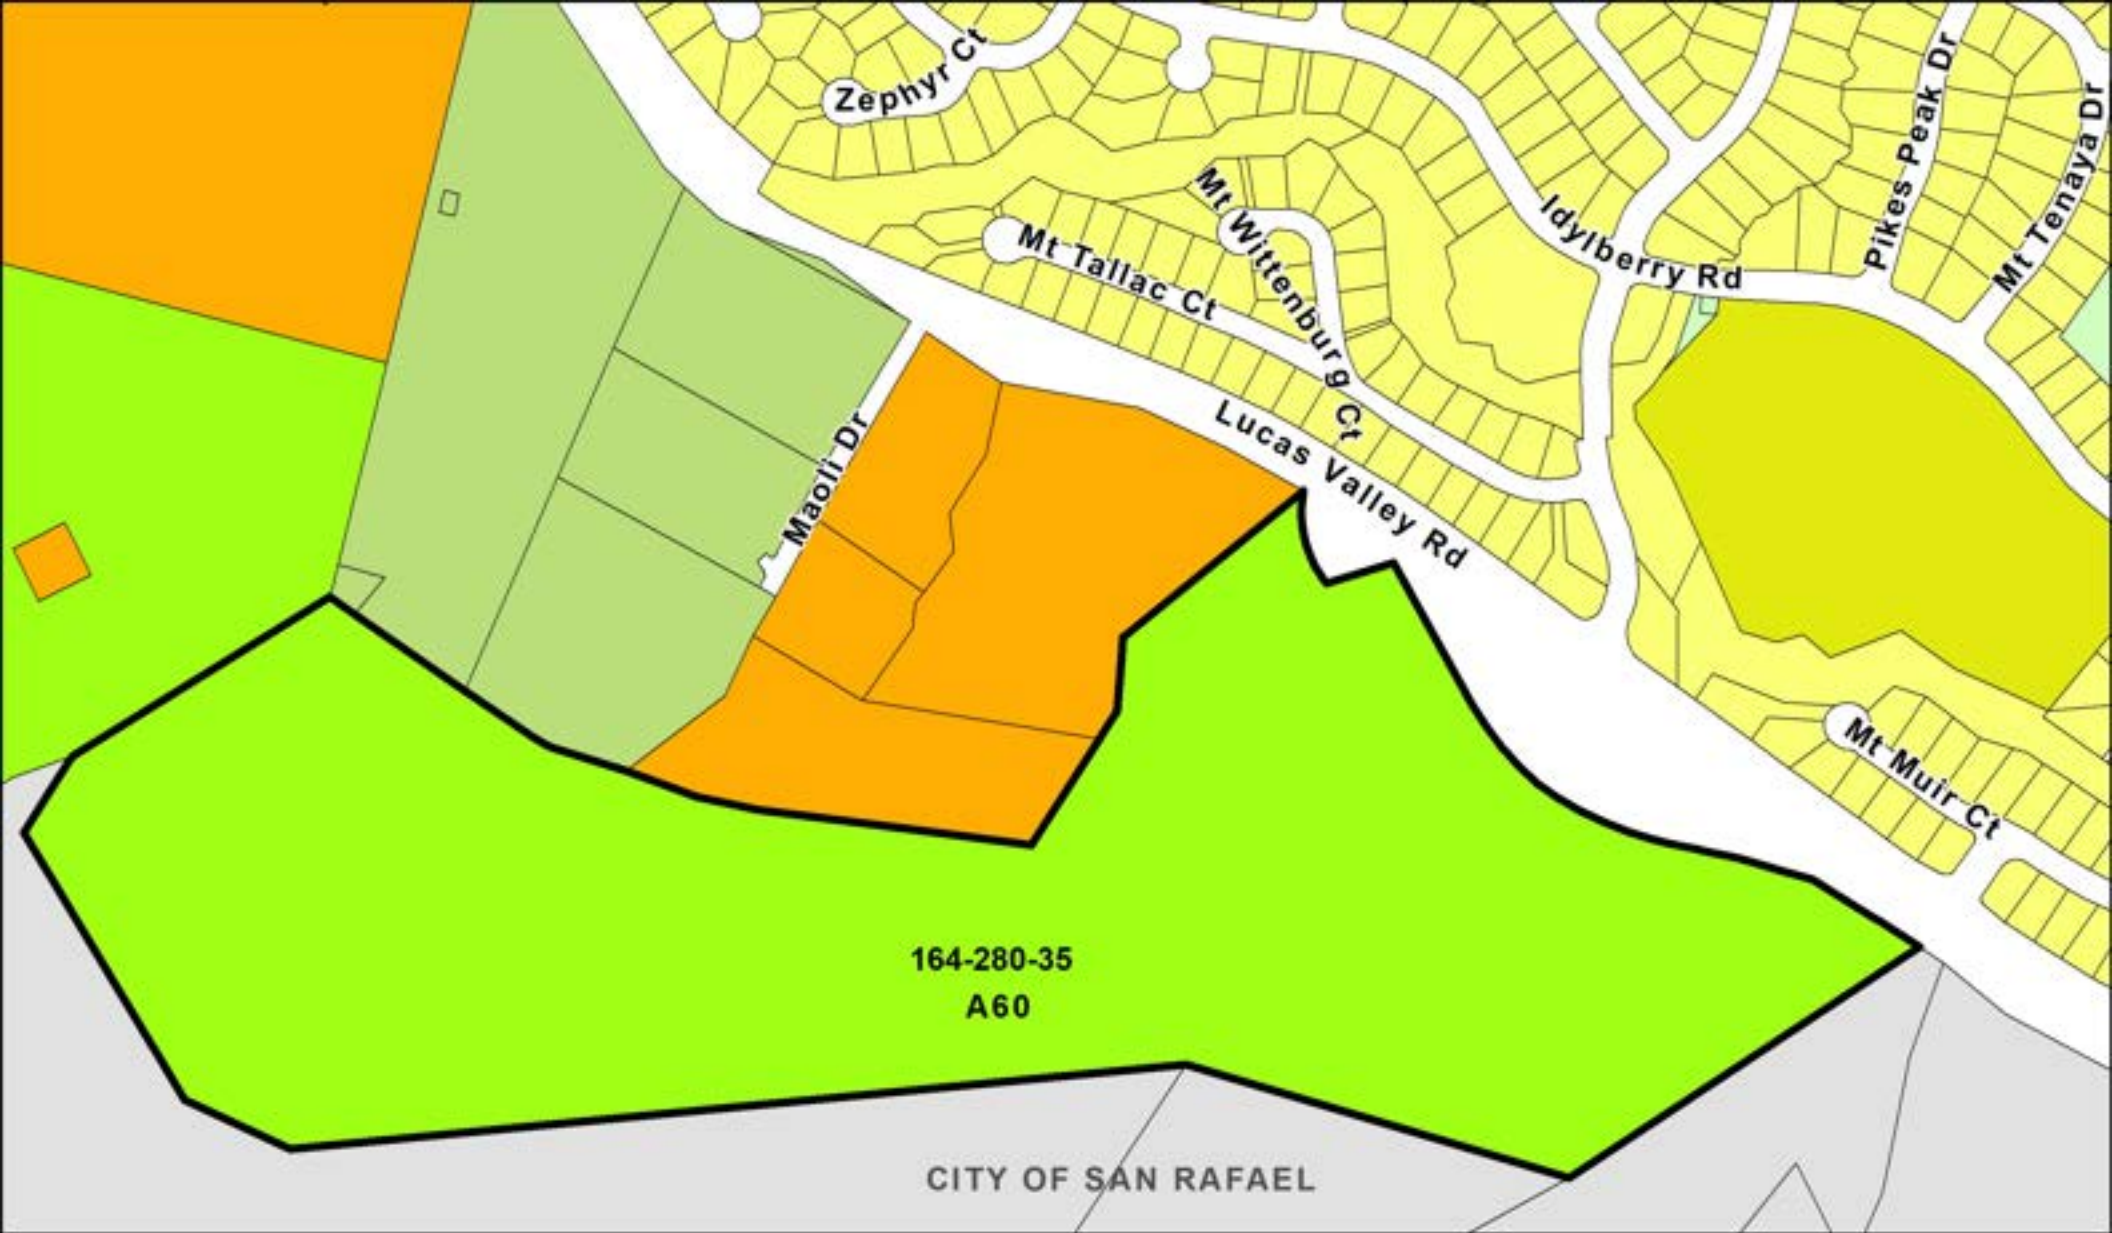 Zephyr Ct
Pikes Peak Dr
Mt Tenaya Dr
Mt Wittenburg Ct
Idylberry Rd
Mt Tallac Ct
Maoli Dr
Lucas Valley Rd
Mt Muir Ct
164-280-35
A60
CITY OF SAN RAFAEL